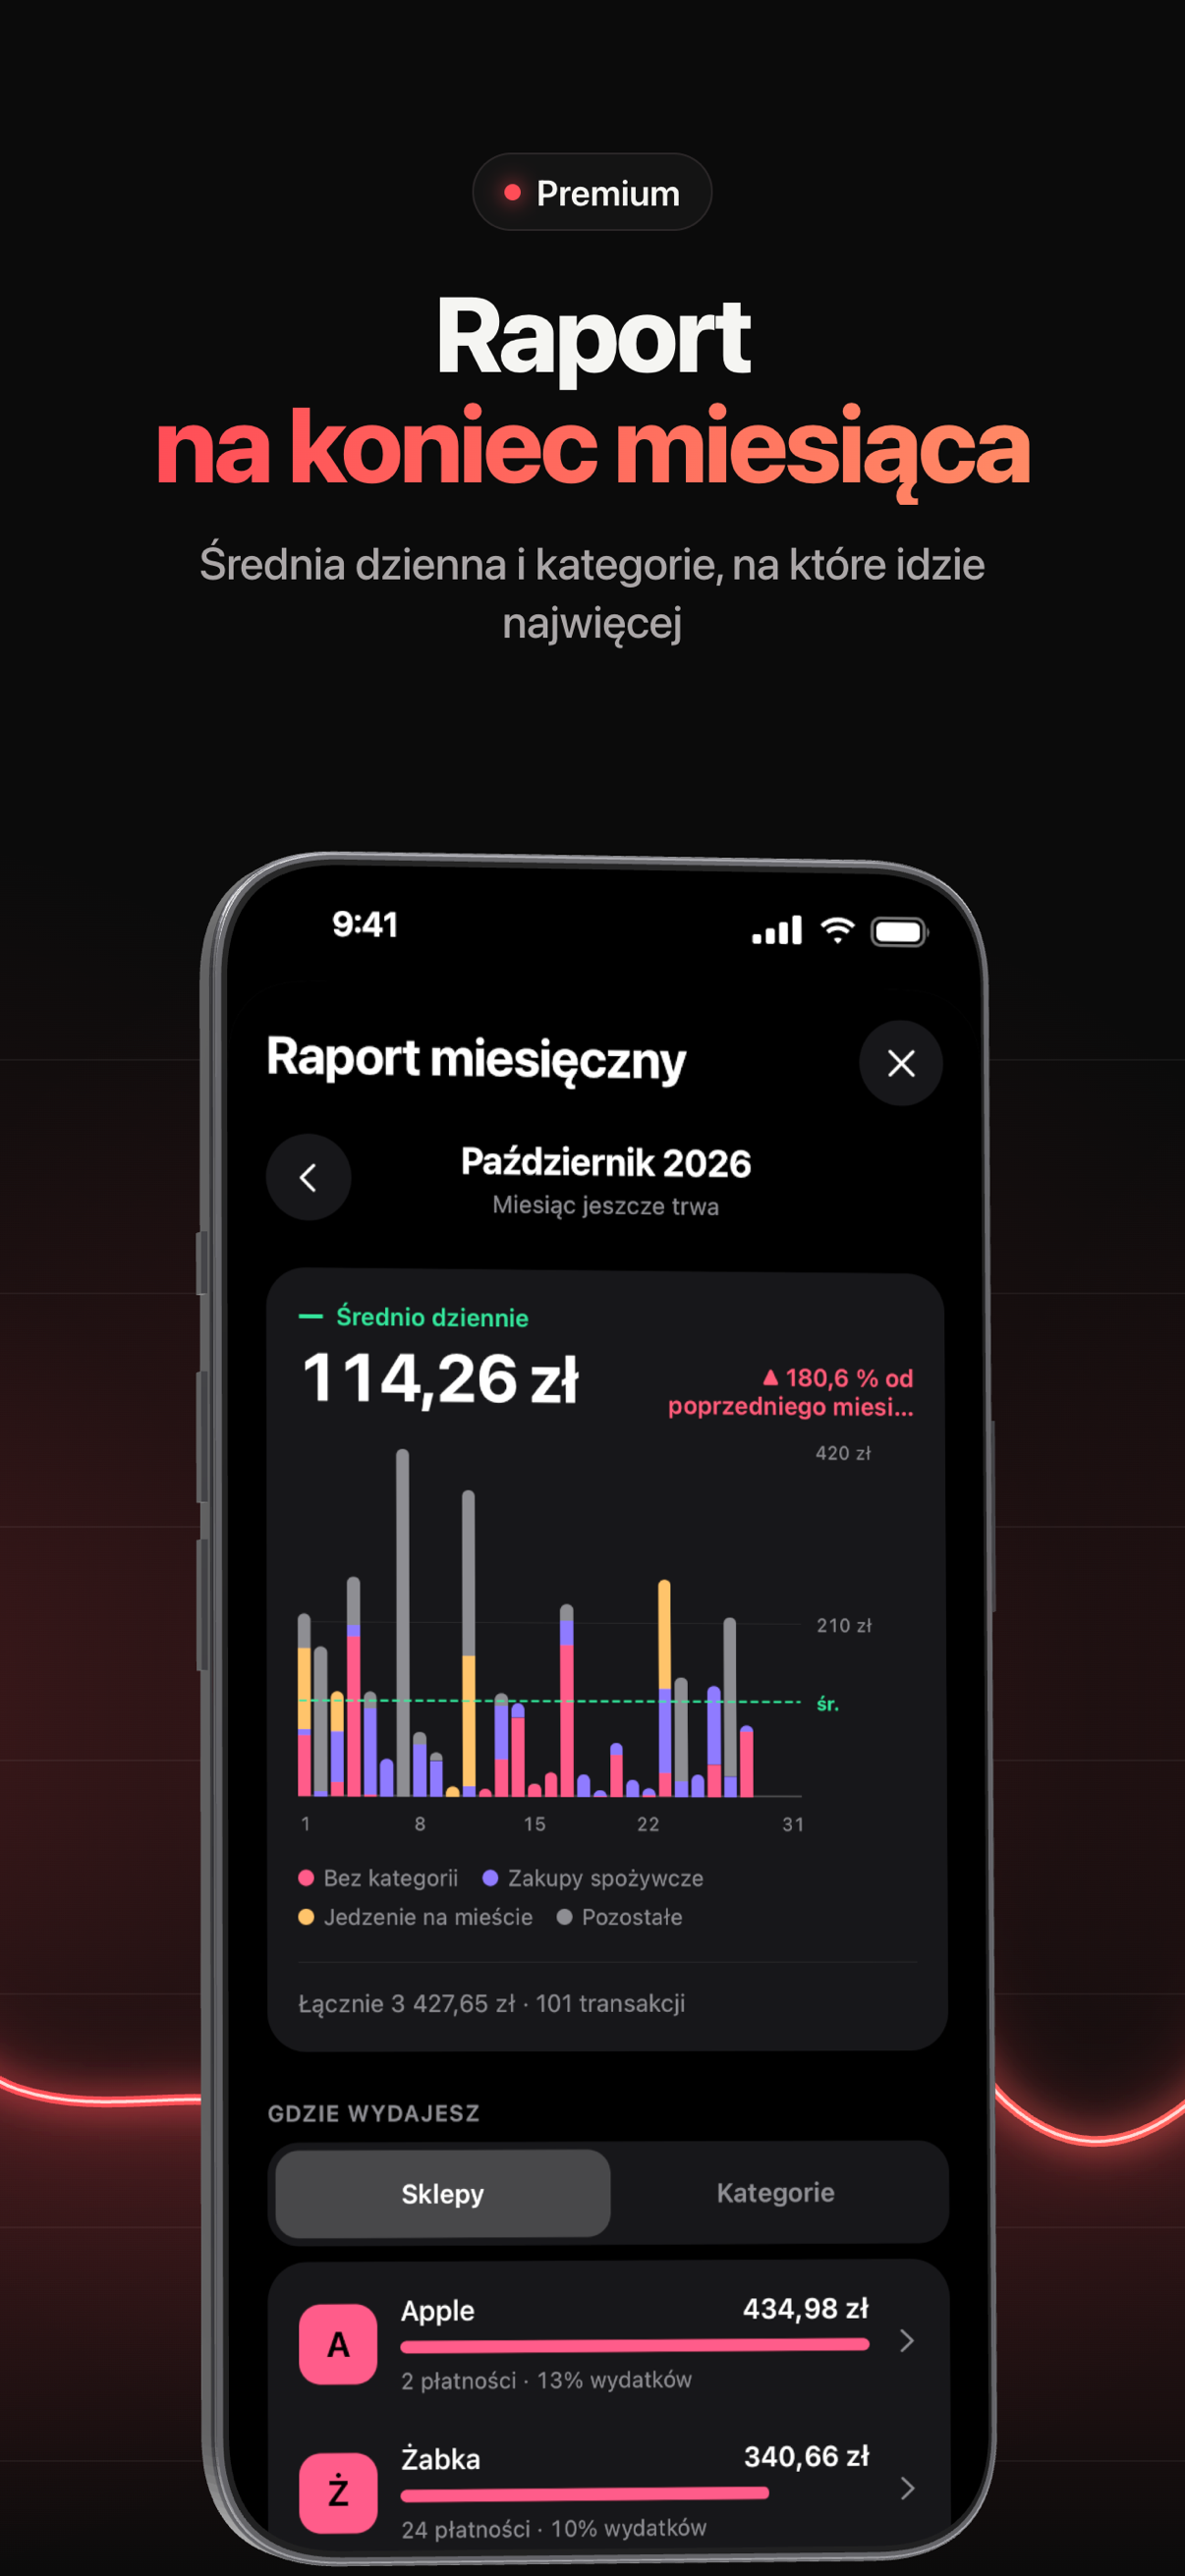 Premium
Raport
na koniec miesiąca
Średnia dzienna i kategorie, na które idzie
najwięcej
9:41
Raport miesięczny
Październik 2026
Miesiąc jeszcze trwa
Średnio dziennie
114,26 zł
▲ 180,6 % od
poprzedniego miesi...
420 zł
210 zł
śr.
1 8 15 22 31
Bez kategorii Zakupy spożywcze
Jedzenie na mieście Pozostałe
Łącznie 3 427,65 zł · 101 transakcji
GDZIE WYDAJESZ
Sklepy Kategorie
A
Apple 434,98 zł
2 płatności · 13% wydatków
Ż
Żabka 340,66 zł
24 płatności · 10% wydatków